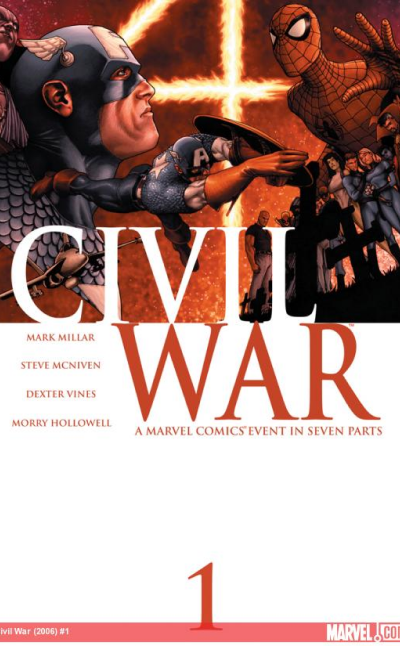 CIVIL
WAR
MARK MILLAR
STEVE MCNIVEN
DEXTER VINES
MORRY HOLLOWELL
A MARVEL COMICS EVENT IN SEVEN PARTS
1
ivil War (2006) #1
MARVEL.CO